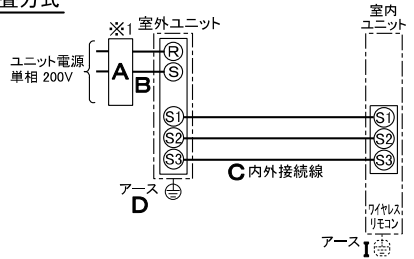 置方式
※1
室外ユニット
室内
ユニット
ユニット電源
単相 200V
A
B
R
S
S1
S2
S3
S1
S2
S3
C 内外接続線
アース
D
ワイヤレス
リモコン
アース I